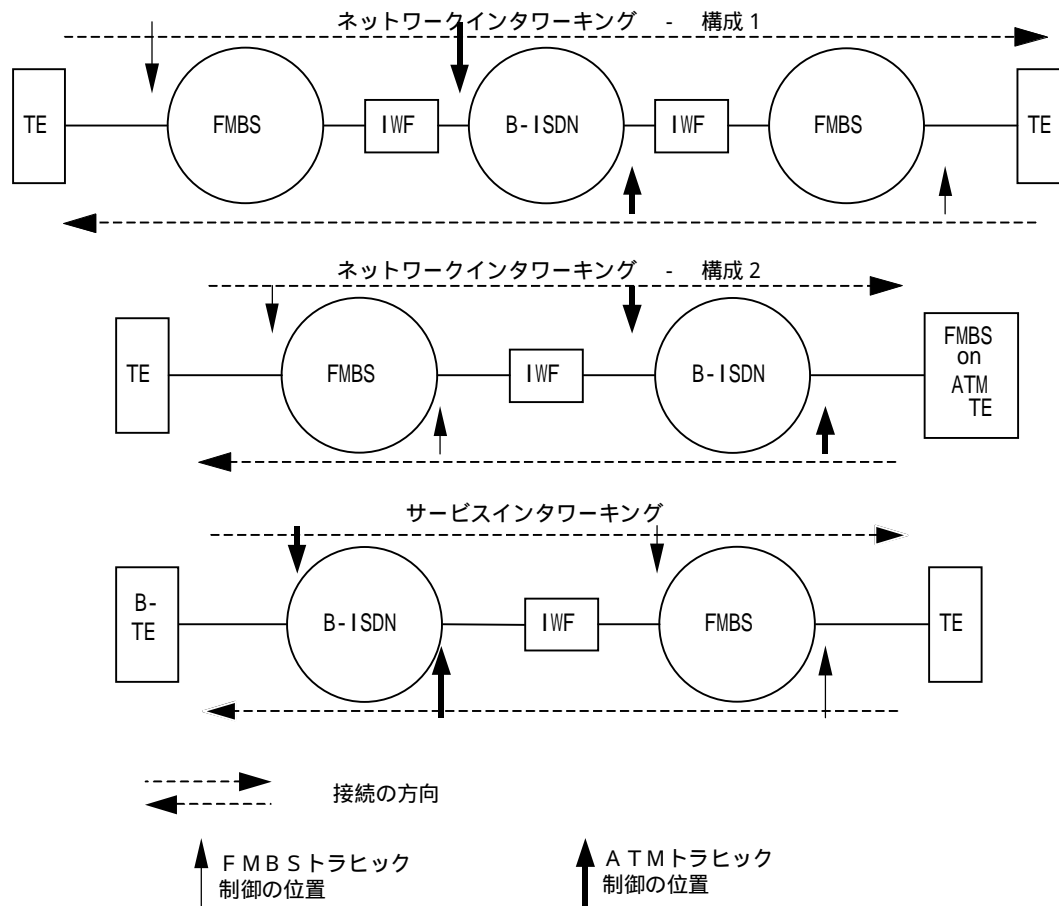 ネットワークインタワーキング - 構成1
TE
FMBS
IWF
B-ISDN
IWF
FMBS
TE
ネットワークインタワーキング - 構成2
TE
FMBS
IWF
B-ISDN
FMBS
on
ATM
TE
サービスインタワーキング
B-
TE
B-ISDN
IWF
FMBS
TE
接続の方向
FMBSトラヒック
制御の位置
ATMトラヒック
制御の位置